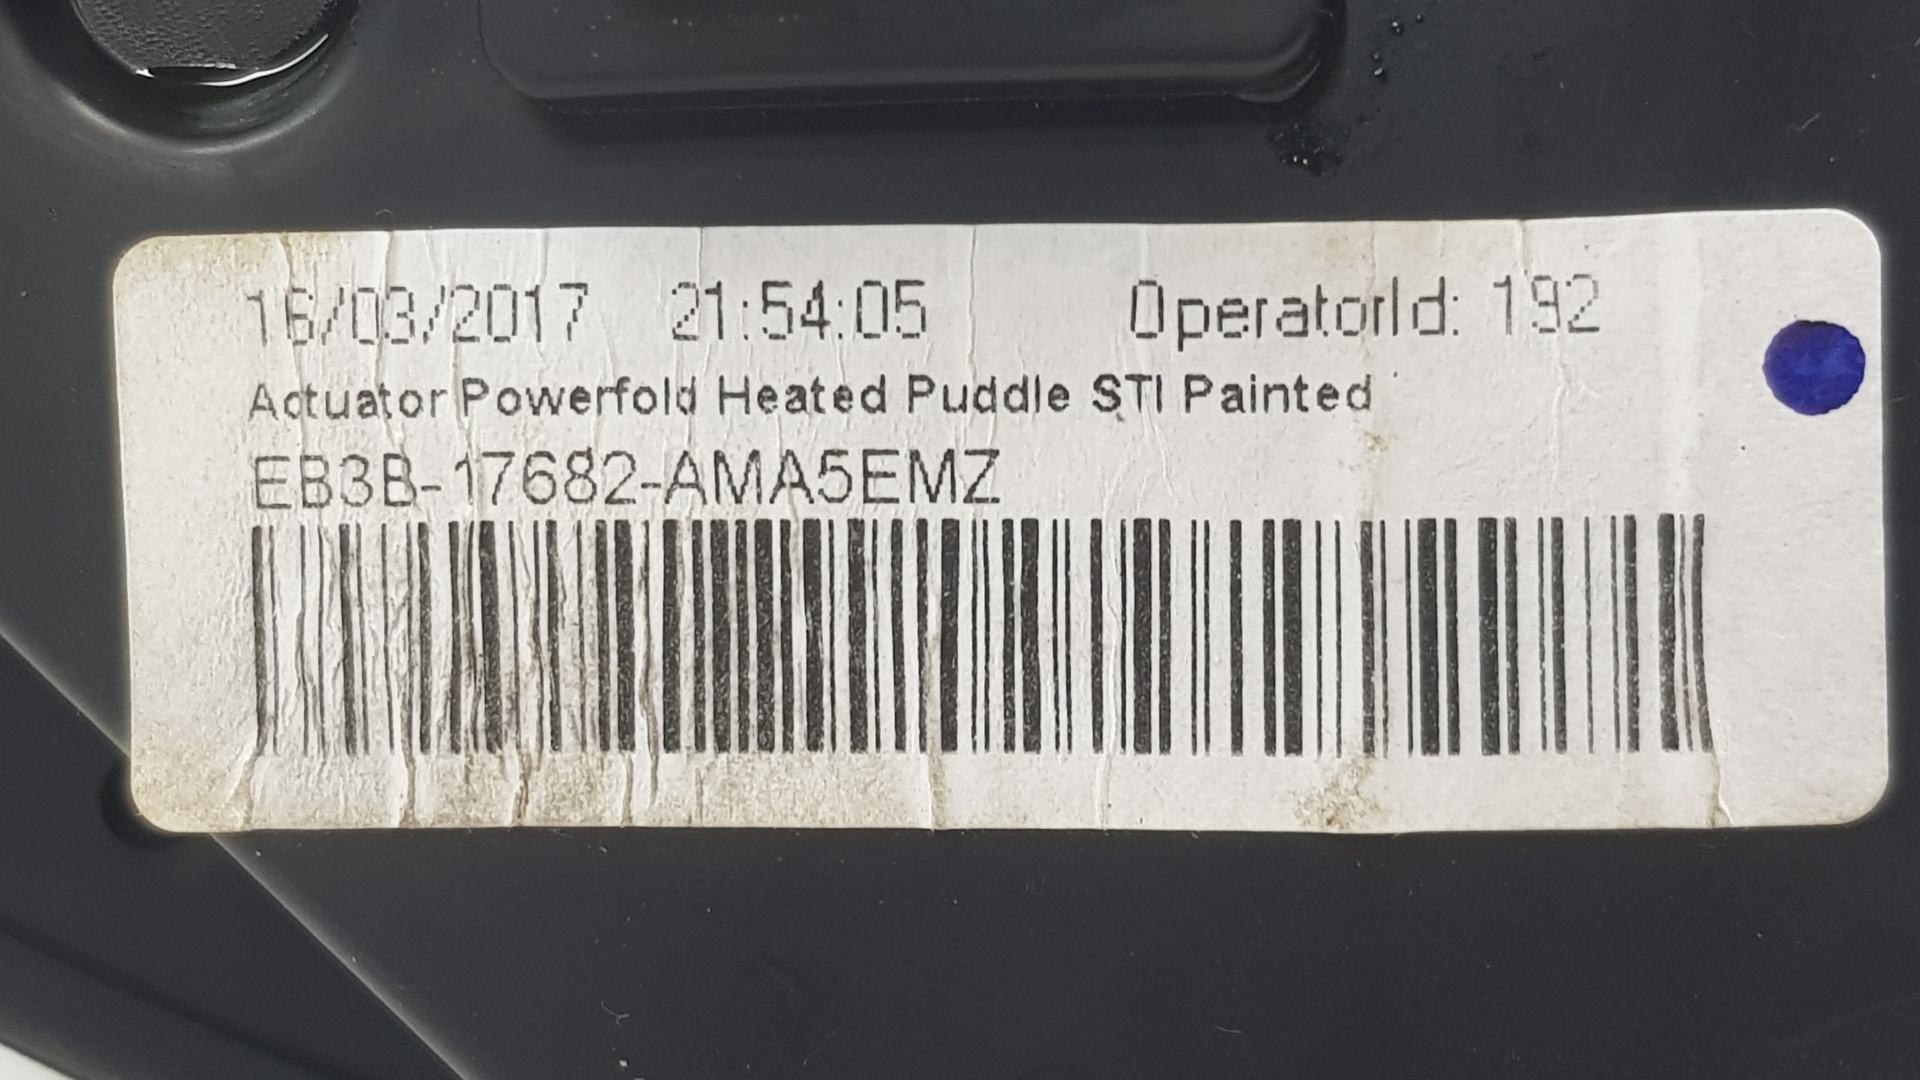 16/03/2017 21:54:05 OperatorId: 192
Actuator Powerfold Heated Puddle STI Painted
EB3B-17682-AMA5EMZ